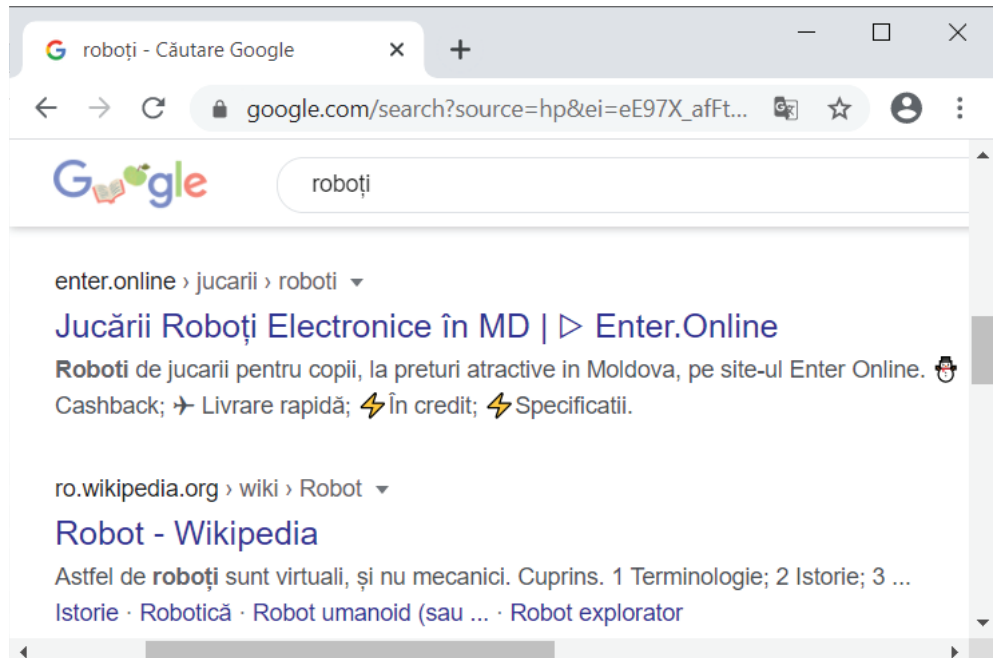 roboți - Căutare Google
google.com/search?source=hp&ei=eE97X_afFt...
Google
roboți
enter.online › jucarii › roboti
Jucării Roboți Electronice în MD | ▷ Enter.Online
Roboti de jucarii pentru copii, la preturi atractive in Moldova, pe site-ul Enter Online. ⛄
Cashback; ✈ Livrare rapidă; ⚡În credit; ⚡Specificatii.
ro.wikipedia.org › wiki › Robot
Robot - Wikipedia
Astfel de roboți sunt virtuali, și nu mecanici. Cuprins. 1 Terminologie; 2 Istorie; 3 ...
Istorie · Robotică · Robot umanoid (sau ... · Robot explorator